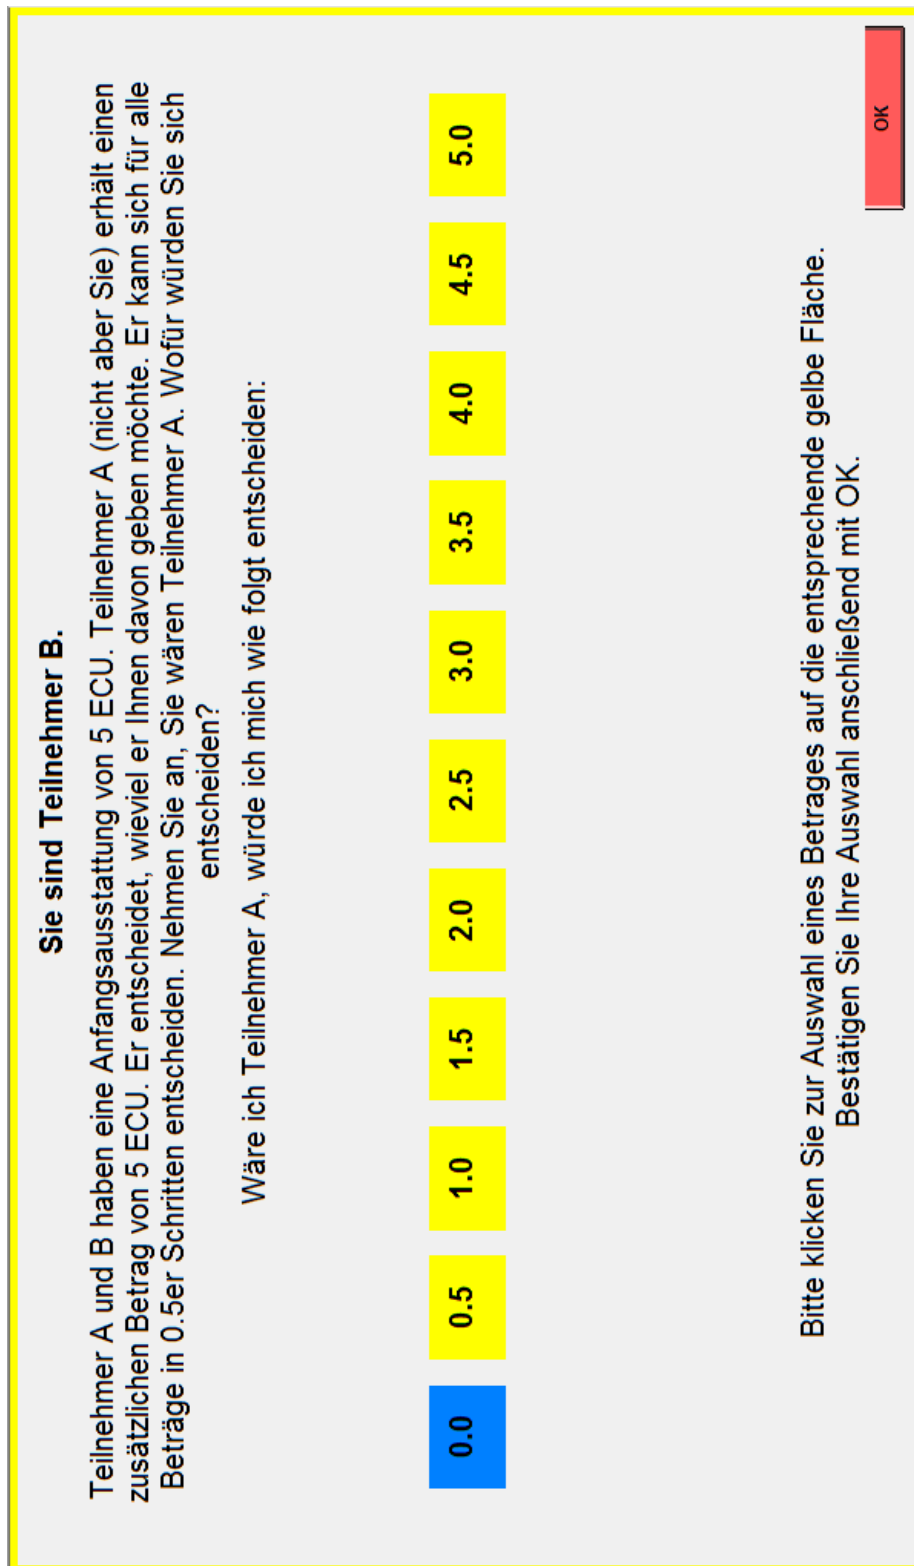 Sie sind Teilnehmer B.
Teilnehmer A und B haben eine Anfangsausstattung von 5 ECU. Teilnehmer A (nicht aber Sie) erhält einen
zusätzlichen Betrag von 5 ECU. Er entscheidet, wieviel er Ihnen davon geben möchte. Er kann sich für alle
Beträge in 0.5er Schritten entscheiden. Nehmen Sie an, Sie wären Teilnehmer A. Wofür würden Sie sich
entscheiden?
Wäre ich Teilnehmer A, würde ich mich wie folgt entscheiden:
0.0 0.5 1.0 1.5 2.0 2.5 3.0 3.5 4.0 4.5 5.0
Bitte klicken Sie zur Auswahl eines Betrages auf die entsprechende gelbe Fläche.
Bestätigen Sie Ihre Auswahl anschließend mit OK.
OK